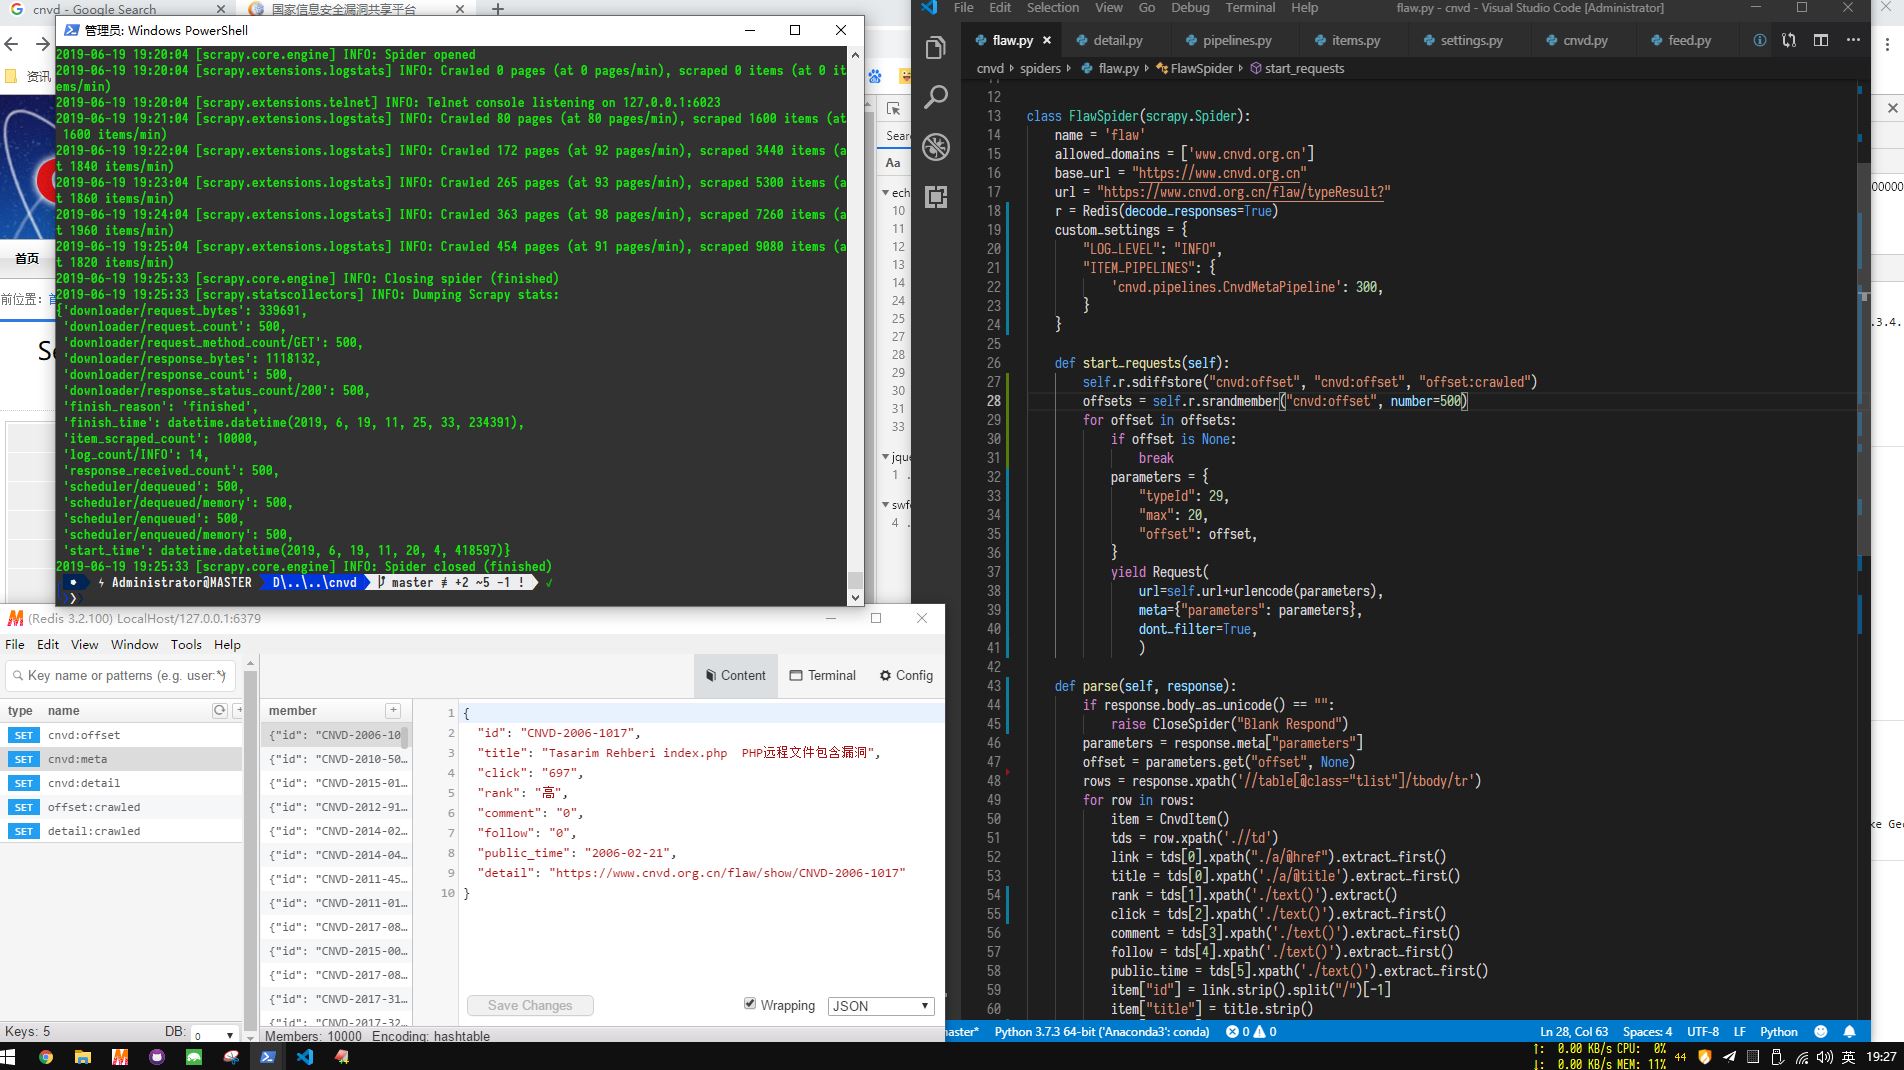 cnvd - Google Search
国家信息安全漏洞共享平台
资讯
首页
前位置：首
管理员: Windows PowerShell
2019-06-19 19:20:04 [scrapy.core.engine] INFO: Spider opened
2019-06-19 19:20:04 [scrapy.extensions.logstats] INFO: Crawled 0 pages (at 0 pages/min), scraped 0 items (at 0 it
ems/min)
2019-06-19 19:20:04 [scrapy.extensions.telnet] INFO: Telnet console listening on 127.0.0.1:6023
2019-06-19 19:21:04 [scrapy.extensions.logstats] INFO: Crawled 80 pages (at 80 pages/min), scraped 1600 items (at
 1600 items/min)
2019-06-19 19:22:04 [scrapy.extensions.logstats] INFO: Crawled 172 pages (at 92 pages/min), scraped 3440 items (a
t 1840 items/min)
2019-06-19 19:23:04 [scrapy.extensions.logstats] INFO: Crawled 265 pages (at 93 pages/min), scraped 5300 items (a
t 1860 items/min)
2019-06-19 19:24:04 [scrapy.extensions.logstats] INFO: Crawled 363 pages (at 98 pages/min), scraped 7260 items (a
t 1960 items/min)
2019-06-19 19:25:04 [scrapy.extensions.logstats] INFO: Crawled 454 pages (at 91 pages/min), scraped 9080 items (a
t 1820 items/min)
2019-06-19 19:25:33 [scrapy.core.engine] INFO: Closing spider (finished)
2019-06-19 19:25:33 [scrapy.statscollectors] INFO: Dumping Scrapy stats:
{'downloader/request_bytes': 339691,
 'downloader/request_count': 500,
 'downloader/request_method_count/GET': 500,
 'downloader/response_bytes': 1118132,
 'downloader/response_count': 500,
 'downloader/response_status_count/200': 500,
 'finish_reason': 'finished',
 'finish_time': datetime.datetime(2019, 6, 19, 11, 25, 33, 234391),
 'item_scraped_count': 10000,
 'log_count/INFO': 14,
 'response_received_count': 500,
 'scheduler/dequeued': 500,
 'scheduler/dequeued/memory': 500,
 'scheduler/enqueued': 500,
 'scheduler/enqueued/memory': 500,
 'start_time': datetime.datetime(2019, 6, 19, 11, 20, 4, 418597)}
2019-06-19 19:25:33 [scrapy.core.engine] INFO: Spider closed (finished)
Administrator@MASTER D\..\..\cnvd master ≢ +2 ~5 -1 ! ✓
Sear
Aa
ech
10
11
12
13
14
24
25
27
28
29
30
31
33
jque
1
swf
4
(Redis 3.2.100) LocalHost/127.0.0.1:6379
File Edit View Window Tools Help
Key name or patterns (e.g. user:*)
Content Terminal Config
type name
SET cnvd:offset
SET cnvd:meta
SET cnvd:detail
SET offset:crawled
SET detail:crawled
member
{"id": "CNVD-2006-10
{"id": "CNVD-2010-50...
{"id": "CNVD-2015-01...
{"id": "CNVD-2012-91...
{"id": "CNVD-2014-02...
{"id": "CNVD-2014-04...
{"id": "CNVD-2011-45...
{"id": "CNVD-2011-01...
{"id": "CNVD-2017-08...
{"id": "CNVD-2015-00...
{"id": "CNVD-2017-08...
{"id": "CNVD-2017-31...
{"id": "CNVD-2017-32...
1 {
2 "id": "CNVD-2006-1017",
3 "title": "Tasarim Rehberi index.php  PHP远程文件包含漏洞",
4 "click": "697",
5 "rank": "高",
6 "comment": "0",
7 "follow": "0",
8 "public_time": "2006-02-21",
9 "detail": "https://www.cnvd.org.cn/flaw/show/CNVD-2006-1017"
10 }
Save Changes
Wrapping
JSON
Keys: 5
DB: 0
Members: 10000 Encoding: hashtable
File Edit Selection View Go Debug Terminal Help
flaw.py - cnvd - Visual Studio Code [Administrator]
flaw.py detail.py pipelines.py items.py settings.py cnvd.py feed.py
cnvd › spiders › flaw.py › FlawSpider › start_requests
12
13 class FlawSpider(scrapy.Spider):
14     name = 'flaw'
15     allowed_domains = ['www.cnvd.org.cn']
16     base_url = "https://www.cnvd.org.cn"
17     url = "https://www.cnvd.org.cn/flaw/typeResult?"
18     r = Redis(decode_responses=True)
19     custom_settings = {
20         "LOG_LEVEL": "INFO",
21         "ITEM_PIPELINES": {
22             'cnvd.pipelines.CnvdMetaPipeline': 300,
23         }
24     }
25
26     def start_requests(self):
27         self.r.sdiffstore("cnvd:offset", "cnvd:offset", "offset:crawled")
28         offsets = self.r.srandmember("cnvd:offset", number=500)
29         for offset in offsets:
30             if offset is None:
31                 break
32             parameters = {
33                 "typeId": 29,
34                 "max": 20,
35                 "offset": offset,
36             }
37             yield Request(
38                 url=self.url+urlencode(parameters),
39                 meta={"parameters": parameters},
40                 dont_filter=True,
41                 )
42
43     def parse(self, response):
44         if response.body_as_unicode() == "":
45             raise CloseSpider("Blank Respond")
46         parameters = response.meta["parameters"]
47         offset = parameters.get("offset", None)
48         rows = response.xpath('//table[@class="tlist"]/tbody/tr')
49         for row in rows:
50             item = CnvdItem()
51             tds = row.xpath('.//td')
52             link = tds[0].xpath("./a/@href").extract_first()
53             title = tds[0].xpath('./a/@title').extract_first()
54             rank = tds[1].xpath('./text()').extract()
55             click = tds[2].xpath('./text()').extract_first()
56             comment = tds[3].xpath('./text()').extract_first()
57             follow = tds[4].xpath('./text()').extract_first()
58             public_time = tds[5].xpath('./text()').extract_first()
59             item["id"] = link.strip().split("/")[-1]
60             item["title"] = title.strip()
master* Python 3.7.3 64-bit ('Anaconda3': conda) 0 0
Ln 28, Col 63 Spaces: 4 UTF-8 LF Python
00000
.3.4.
ke Gec
↑: 0.00 KB/s CPU: 0%
↓: 0.00 KB/s MEM: 11%
44
英
19:27